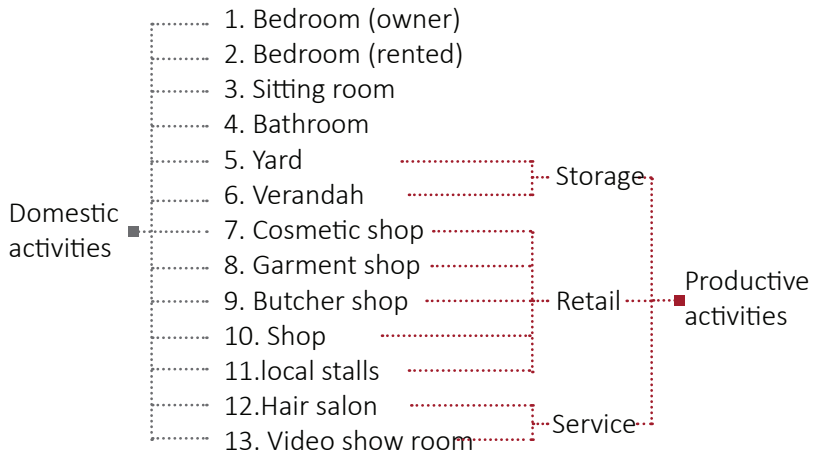 1. Bedroom (owner)
2. Bedroom (rented)
3. Sitting room
4. Bathroom
5. Yard
6. Verandah
7. Cosmetic shop
8. Garment shop
9. Butcher shop
10. Shop
11.local stalls
12.Hair salon
13. Video show room
Domestic
activities
Storage
Retail
Service
Productive
activities